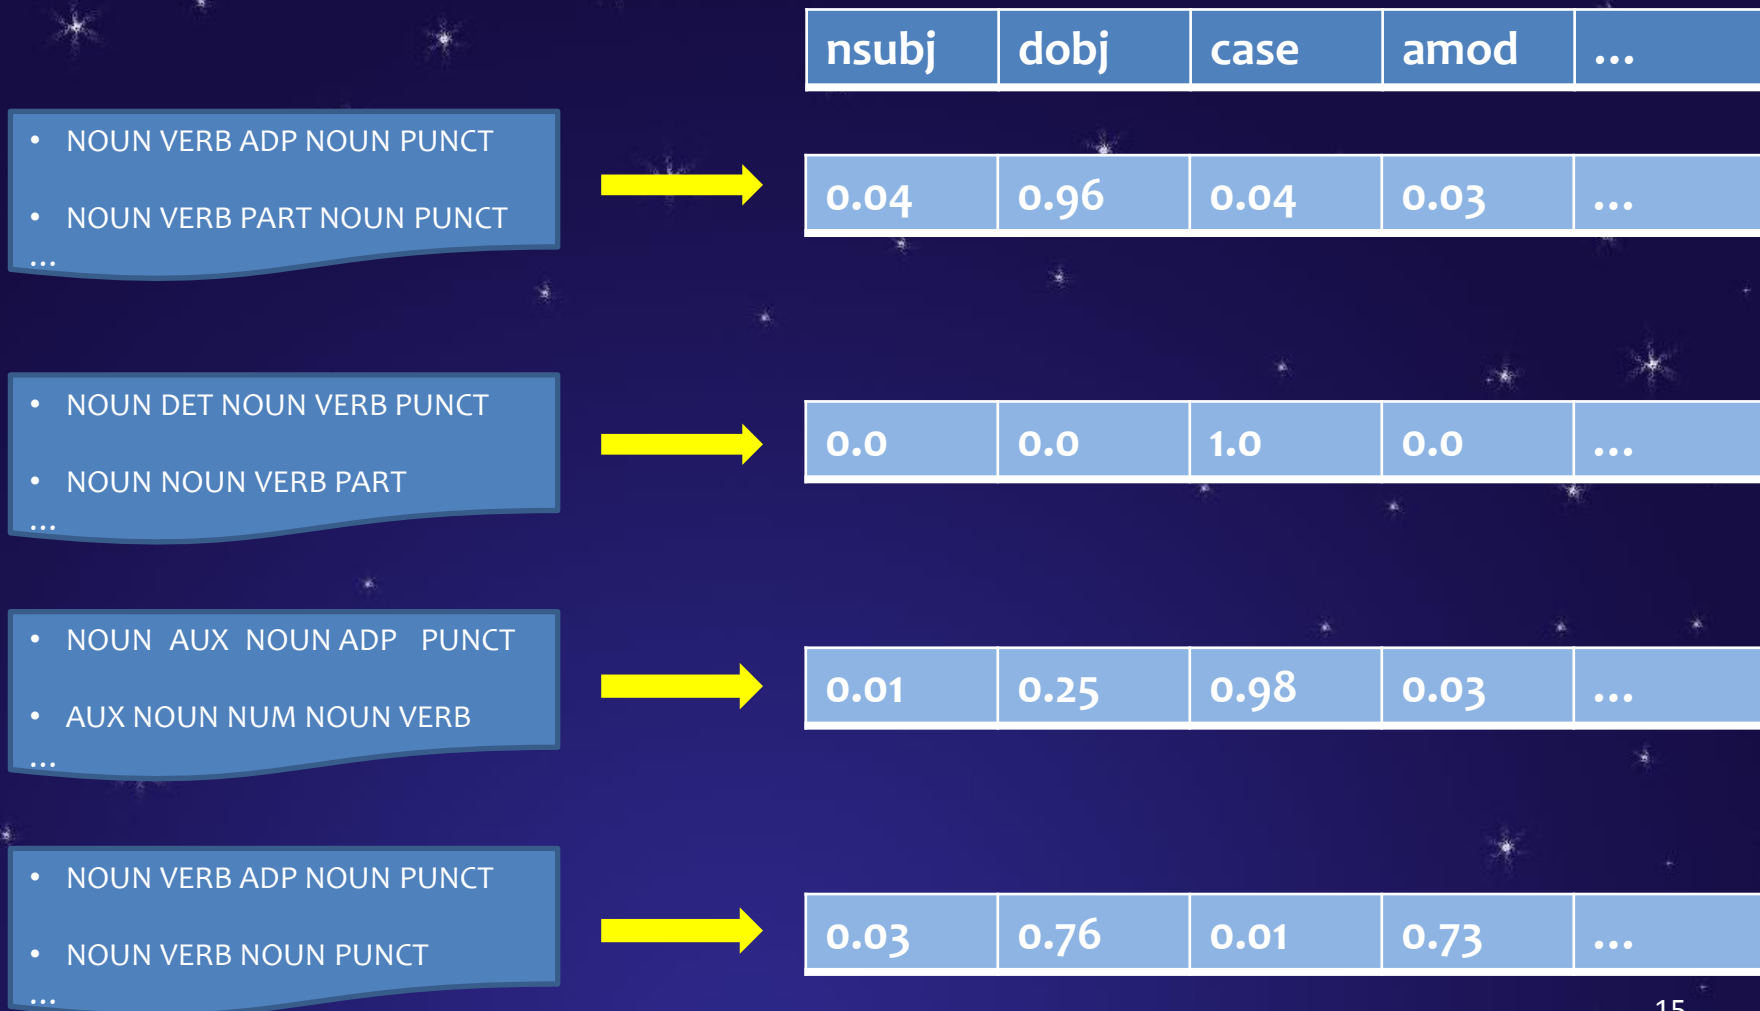 nsubj dobj case amod ...
• NOUN VERB ADP NOUN PUNCT
• NOUN VERB PART NOUN PUNCT
...
0.04 0.96 0.04 0.03 ...
• NOUN DET NOUN VERB PUNCT
• NOUN NOUN VERB PART
...
0.0 0.0 1.0 0.0 ...
• NOUN AUX NOUN ADP PUNCT
• AUX NOUN NUM NOUN VERB
...
0.01 0.25 0.98 0.03 ...
• NOUN VERB ADP NOUN PUNCT
• NOUN VERB NOUN PUNCT
...
0.03 0.76 0.01 0.73 ...
15